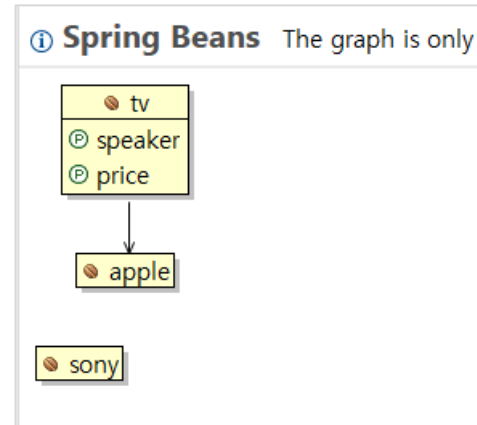 Spring Beans The graph is only
tv
speaker
price
apple
sony